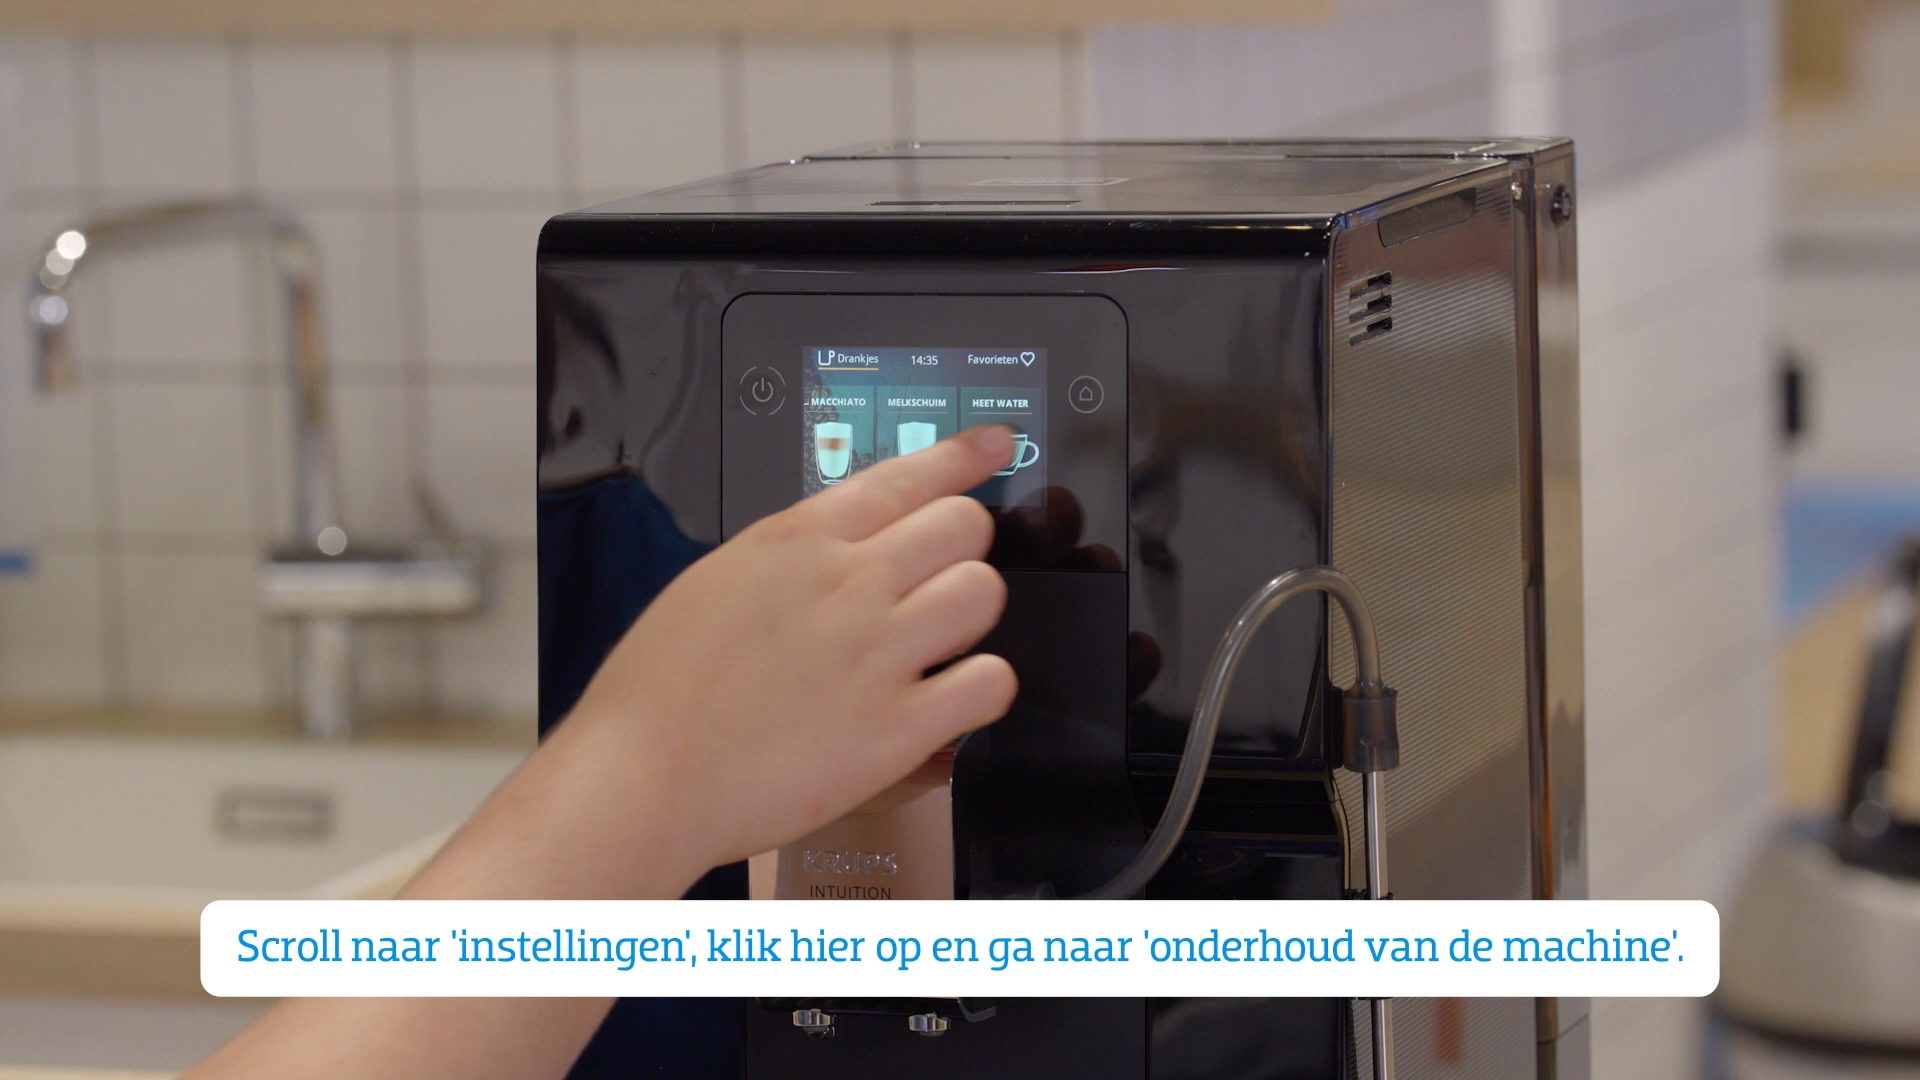 Drankjes 14:35 Favorieten
MACCHIATO MELKSCHUIM HEET WATER
KRUPS
INTUITION
Scroll naar 'instellingen', klik hier op en ga naar 'onderhoud van de machine'.